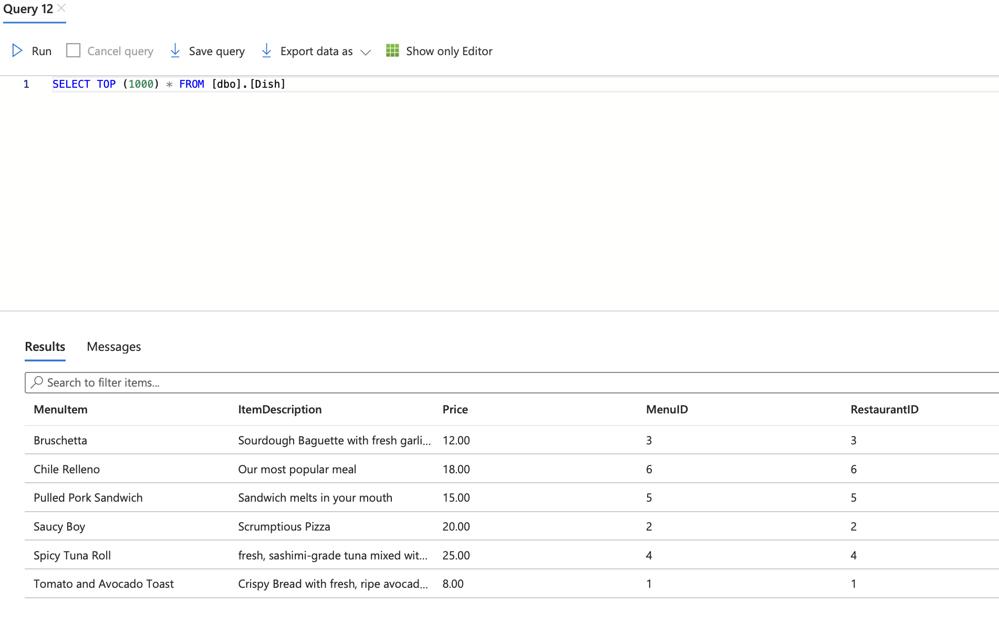 Query 12
Run Cancel query Save query Export data as Show only Editor
1 SELECT TOP (1000) * FROM [dbo].[Dish]
Results Messages
Search to filter items...
MenuItem ItemDescription Price MenuID RestaurantID
Bruschetta Sourdough Baguette with fresh garli... 12.00 3 3
Chile Relleno Our most popular meal 18.00 6 6
Pulled Pork Sandwich Sandwich melts in your mouth 15.00 5 5
Saucy Boy Scrumptious Pizza 20.00 2 2
Spicy Tuna Roll fresh, sashimi-grade tuna mixed wit... 25.00 4 4
Tomato and Avocado Toast Crispy Bread with fresh, ripe avocad... 8.00 1 1